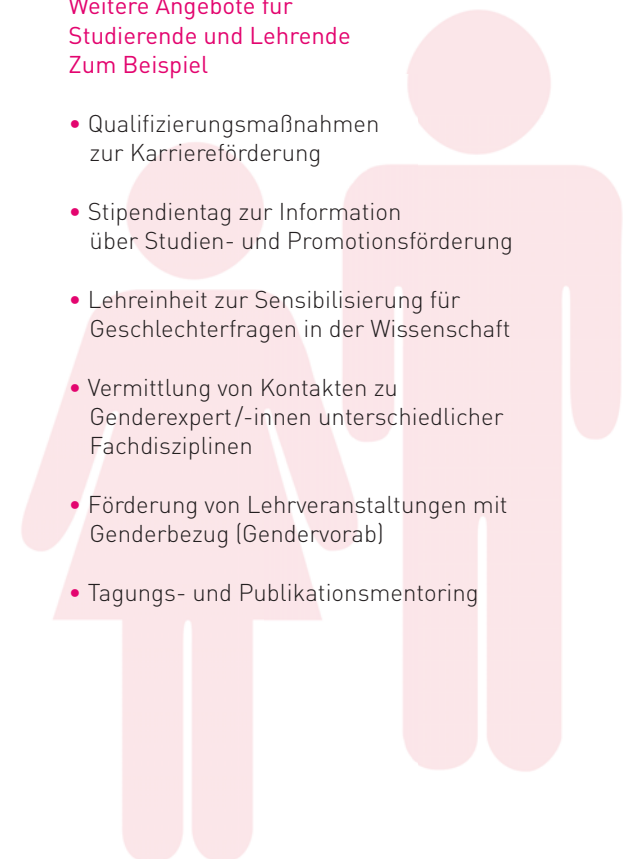 Weitere Angebote für
Studierende und Lehrende
Zum Beispiel
• Qualifizierungsmaßnahmen
zur Karriereförderung
• Stipendientag zur Information
über Studien- und Promotionsförderung
• Lehreinheit zur Sensibilisierung für
Geschlechterfragen in der Wissenschaft
• Vermittlung von Kontakten zu
Genderexpert/-innen unterschiedlicher
Fachdisziplinen
• Förderung von Lehrveranstaltungen mit
Genderbezug (Gendervorab)
• Tagungs- und Publikationsmentoring